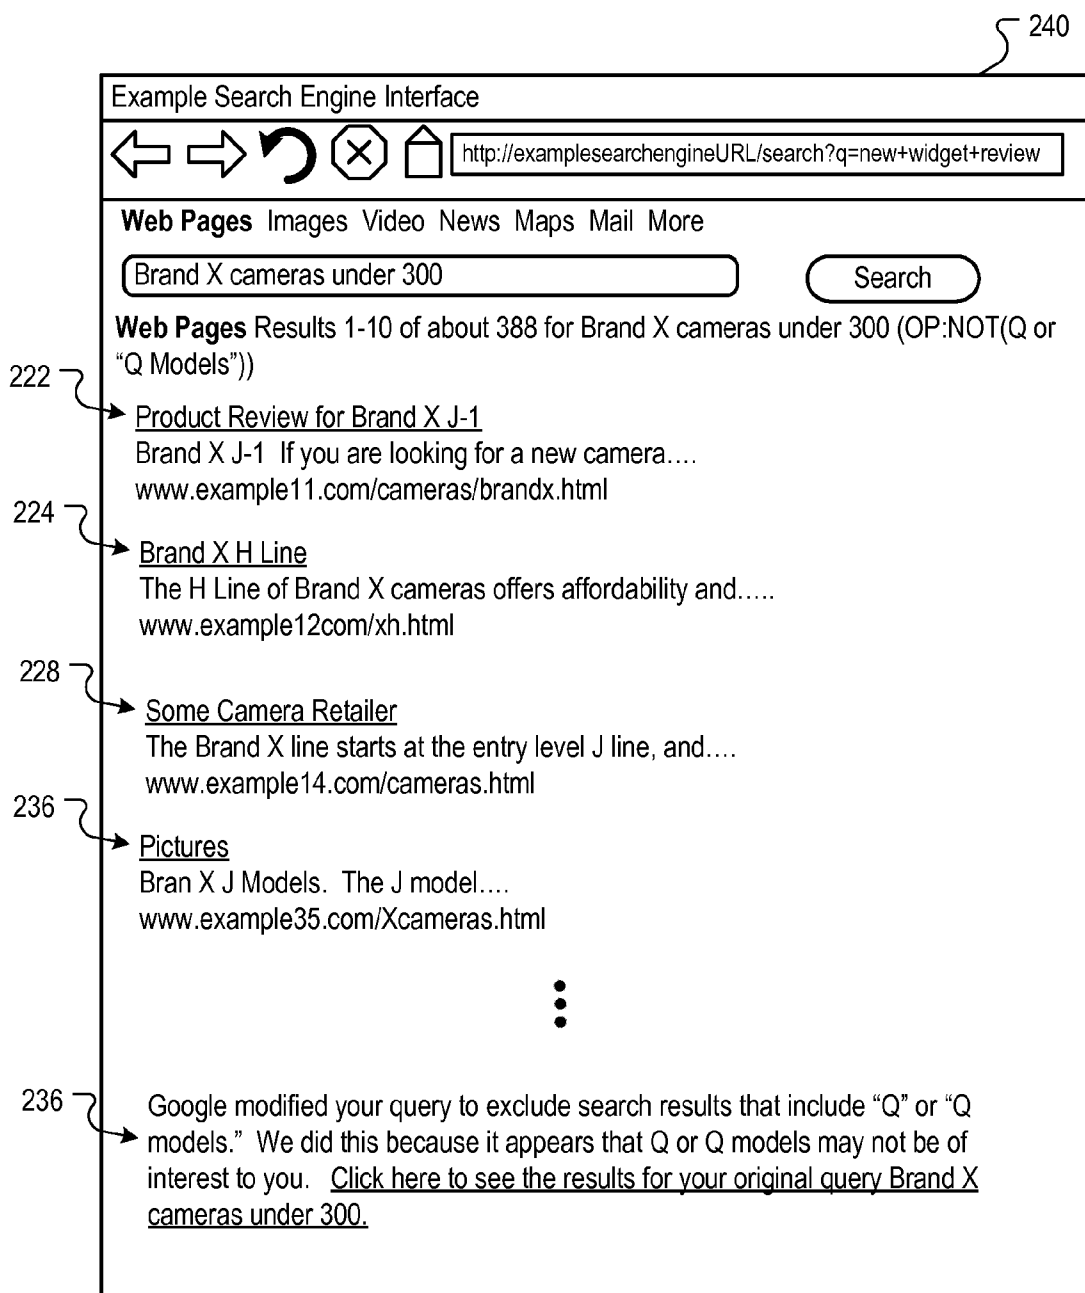 240
Example Search Engine Interface
http://examplesearchengineURL/search?q=new+widget+review
Web Pages Images Video News Maps Mail More
Brand X cameras under 300
Search
Web Pages Results 1-10 of about 388 for Brand X cameras under 300 (OP:NOT(Q or
“Q Models”))
222
Product Review for Brand X J-1
Brand X J-1 If you are looking for a new camera....
www.example11.com/cameras/brandx.html
224
Brand X H Line
The H Line of Brand X cameras offers affordability and.....
www.example12com/xh.html
228
Some Camera Retailer
The Brand X line starts at the entry level J line, and....
www.example14.com/cameras.html
236
Pictures
Bran X J Models. The J model....
www.example35.com/Xcameras.html
236
Google modified your query to exclude search results that include “Q” or “Q
models.” We did this because it appears that Q or Q models may not be of
interest to you. Click here to see the results for your original query Brand X
cameras under 300.